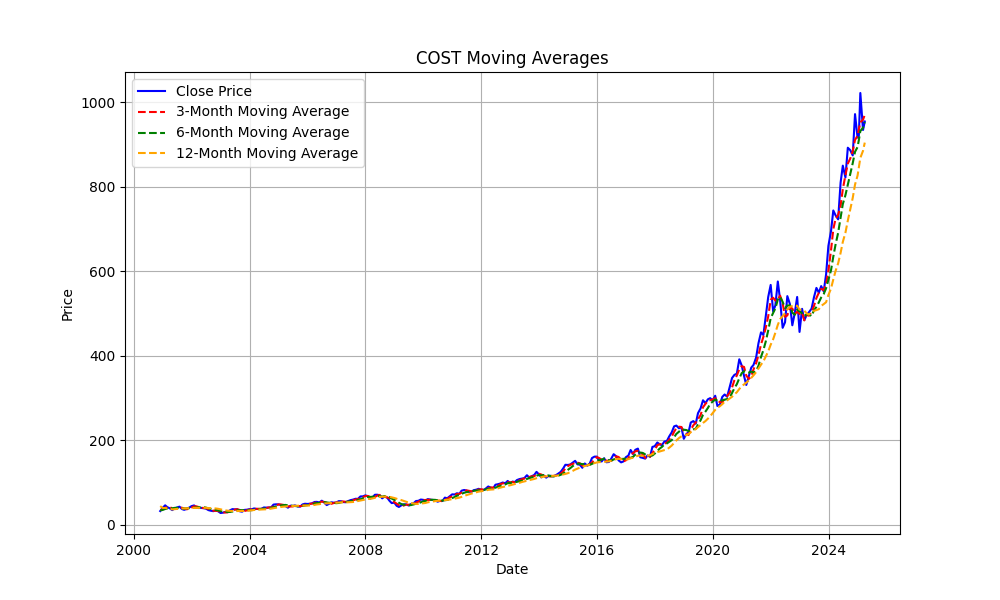 COST Moving Averages
Close Price
3-Month Moving Average
6-Month Moving Average
12-Month Moving Average
1000
800
600
400
200
0
Price
2000 2004 2008 2012 2016 2020 2024
Date